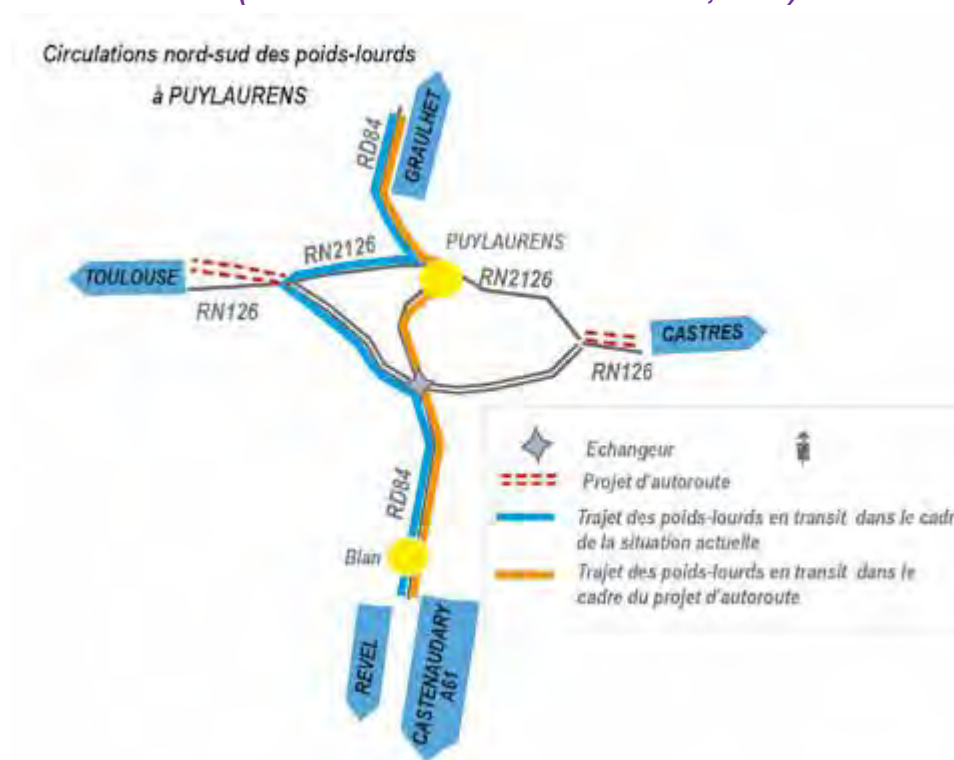 Circulations nord-sud des poids-lourds
à PUYLAURENS
RD84
GRAULHET
RN2126
PUYLAURENS
RN2126
TOULOUSE
RN126
CASTRES
RN126
RD84
Blan
REVEL
CASTENAUDARY
A61
Echangeur
Projet d'autoroute
Trajet des poids-lourds en transit dans le cadre
de la situation actuelle
Trajet des poids-lourds en transit dans le
cadre du projet d'autoroute